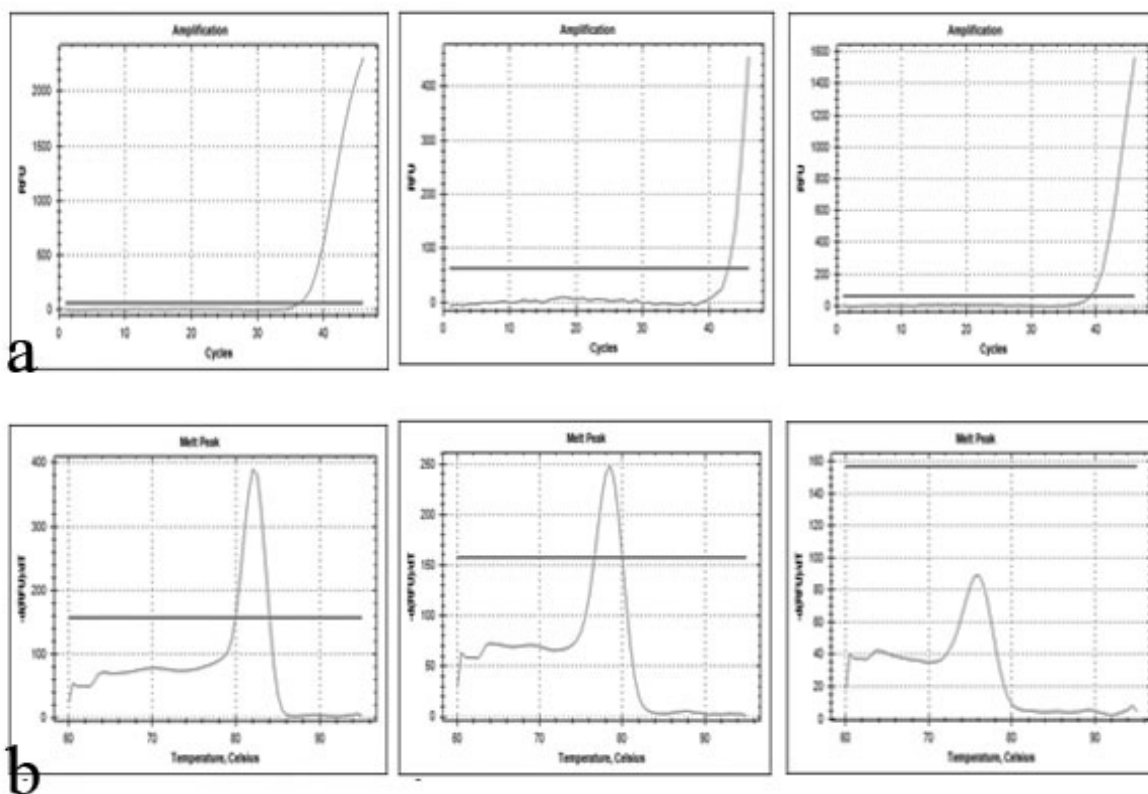 Amplification
RFU
2000
1500
1000
500
0
0 10 20 30 40
Cycles
Amplification
RFU
400
300
200
100
0
0 10 20 30 40
Cycles
Amplification
RFU
1600
1400
1200
1000
800
600
400
200
0
0 10 20 30 40
Cycles
a
Melt Peak
-d(RFU)/dT
400
300
200
100
0
60 70 80 90
Temperature, Celsius
Melt Peak
-d(RFU)/dT
250
200
150
100
50
0
60 70 80 90
Temperature, Celsius
Melt Peak
-d(RFU)/dT
160
140
120
100
80
60
40
20
0
60 70 80 90
Temperature, Celsius
b